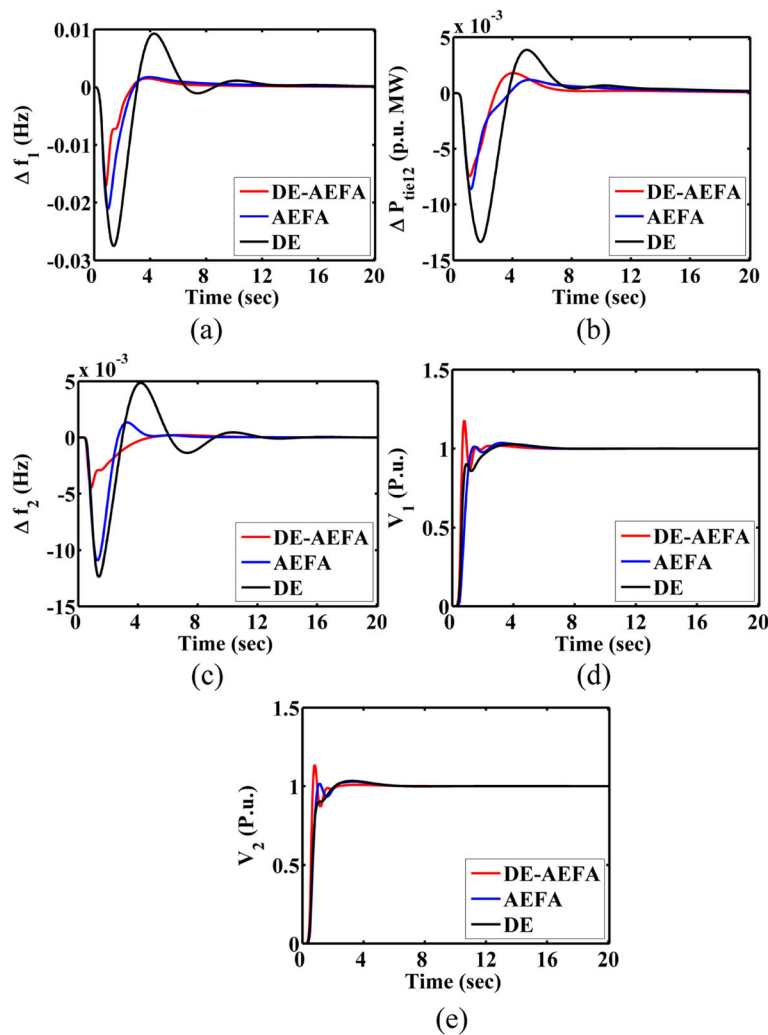 0.01
0
-0.01
-0.02
-0.03
Δ f1 (Hz)
DE-AEFA
AEFA
DE
0 4 8 12 16 20
Time (sec)
(a)
x 10-3
5
0
-5
-10
-15
Δ Ptie12 (p.u. MW)
DE-AEFA
AEFA
DE
0 4 8 12 16 20
Time (sec)
(b)
x 10-3
5
0
-5
-10
-15
Δ f2 (Hz)
DE-AEFA
AEFA
DE
0 4 8 12 16 20
Time (sec)
(c)
1.5
1
0.5
0
V1 (P.u.)
DE-AEFA
AEFA
DE
0 4 8 12 16 20
Time (sec)
(d)
1.5
1
0.5
0
V2 (P.u.)
DE-AEFA
AEFA
DE
0 4 8 12 16 20
Time (sec)
(e)